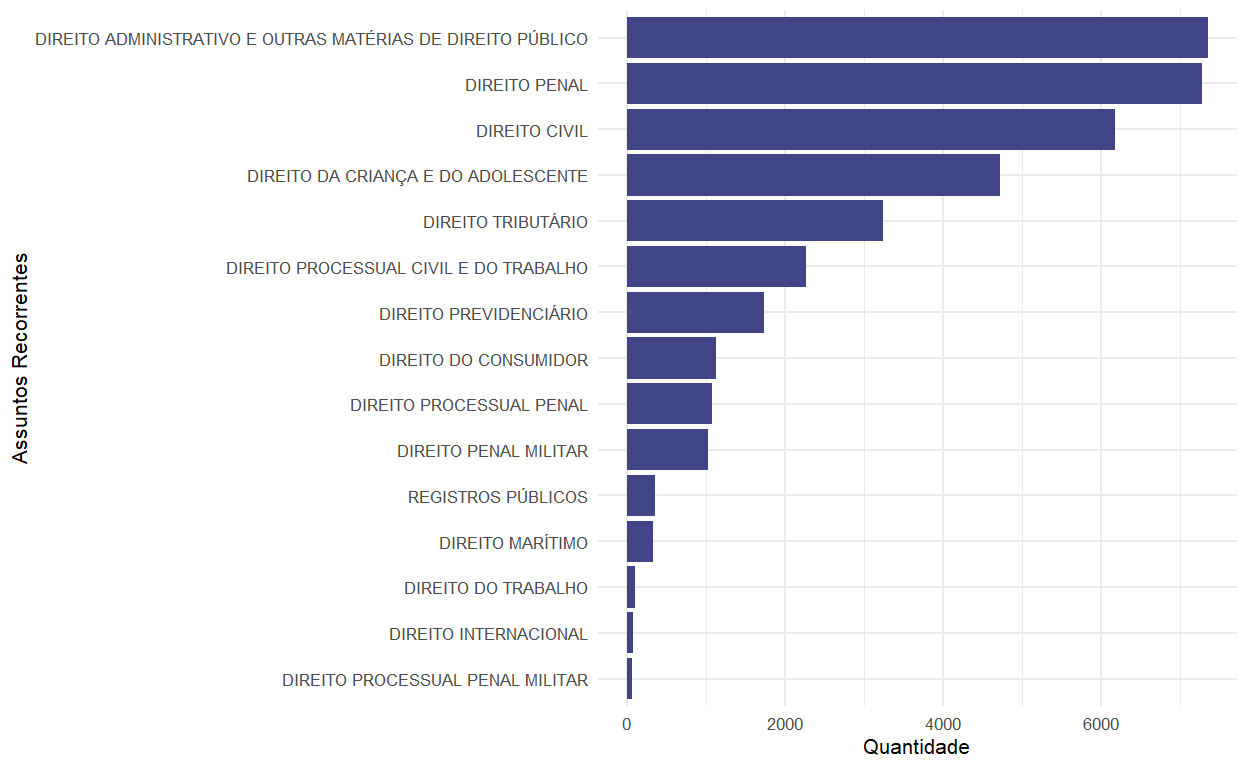 DIREITO ADMINISTRATIVO E OUTRAS MATÉRIAS DE DIREITO PÚBLICO
DIREITO PENAL
DIREITO CIVIL
DIREITO DA CRIANÇA E DO ADOLESCENTE
DIREITO TRIBUTÁRIO
DIREITO PROCESSUAL CIVIL E DO TRABALHO
DIREITO PREVIDENCIÁRIO
DIREITO DO CONSUMIDOR
DIREITO PROCESSUAL PENAL
DIREITO PENAL MILITAR
REGISTROS PÚBLICOS
DIREITO MARÍTIMO
DIREITO DO TRABALHO
DIREITO INTERNACIONAL
DIREITO PROCESSUAL PENAL MILITAR
Assuntos Recorrentes
0 2000 4000 6000
Quantidade